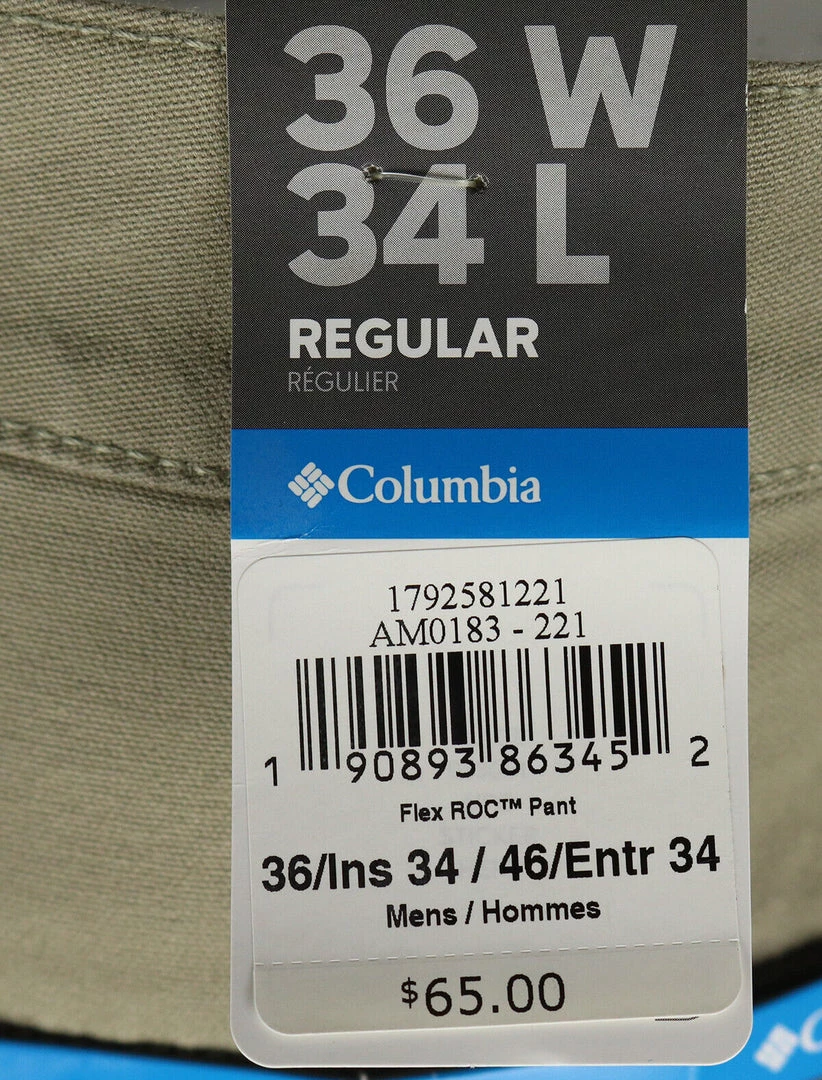 36 W
34 L
REGULAR
RÉGULIER
Columbia
1792581221
AM0183 - 221
1 90893 86345 2
Flex ROC™ Pant
36/Ins 34 / 46/Entr 34
Mens / Hommes
$65.00